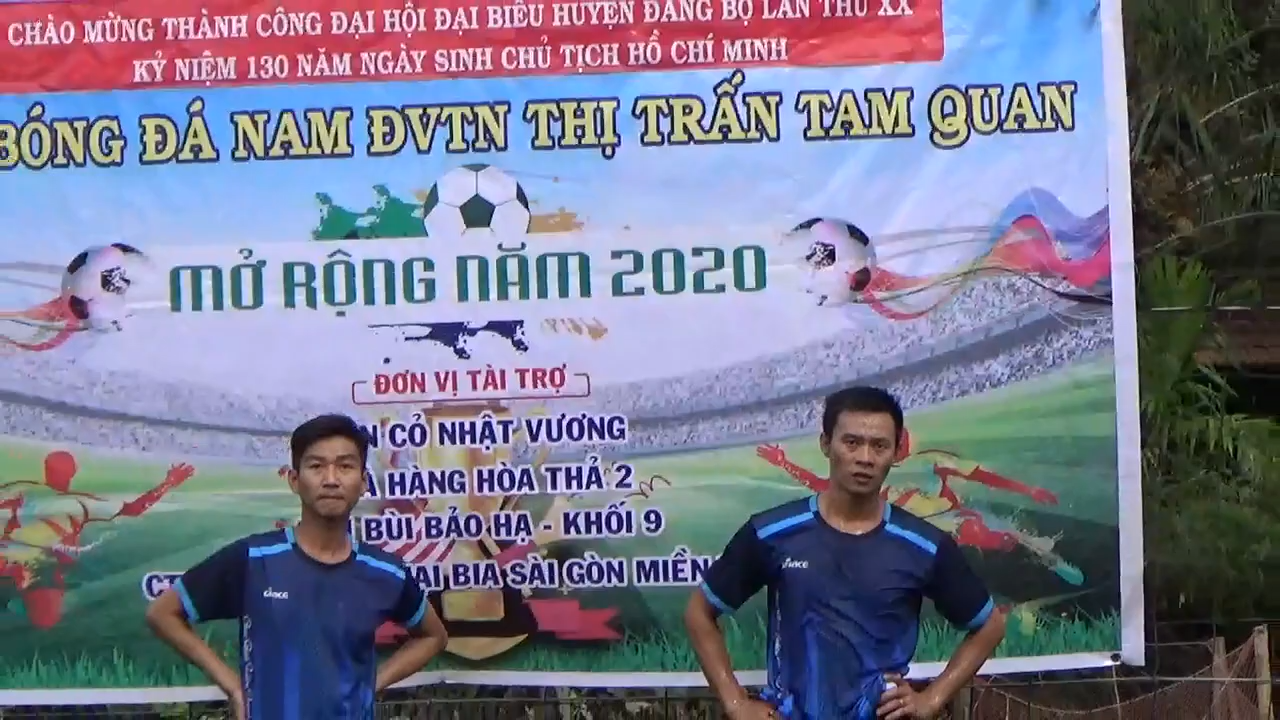 CHÀO MỪNG THÀNH CÔNG ĐẠI HỘI ĐẠI BIỂU HUYỆN ĐẢNG BỘ LẦN THỨ XX
KỶ NIỆM 130 NĂM NGÀY SINH CHỦ TỊCH HỒ CHÍ MINH
BÓNG ĐÁ NAM ĐVTN THỊ TRẤN TAM QUAN
MỞ RỘNG NĂM 2020
ĐƠN VỊ TÀI TRỢ
N CỎ NHẬT VƯƠNG
À HÀNG HÒA THẢ 2
BÙI BẢO HẠ - KHỐI 9
CT ẠI BIA SÀI GÒN MIỀN